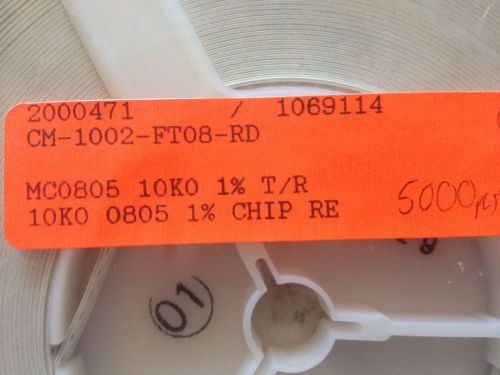 2000471 / 1069114
CM-1002-FT08-RD
MC0805 10K0 1% T/R
10K0 0805 1% CHIP RE
5000
01